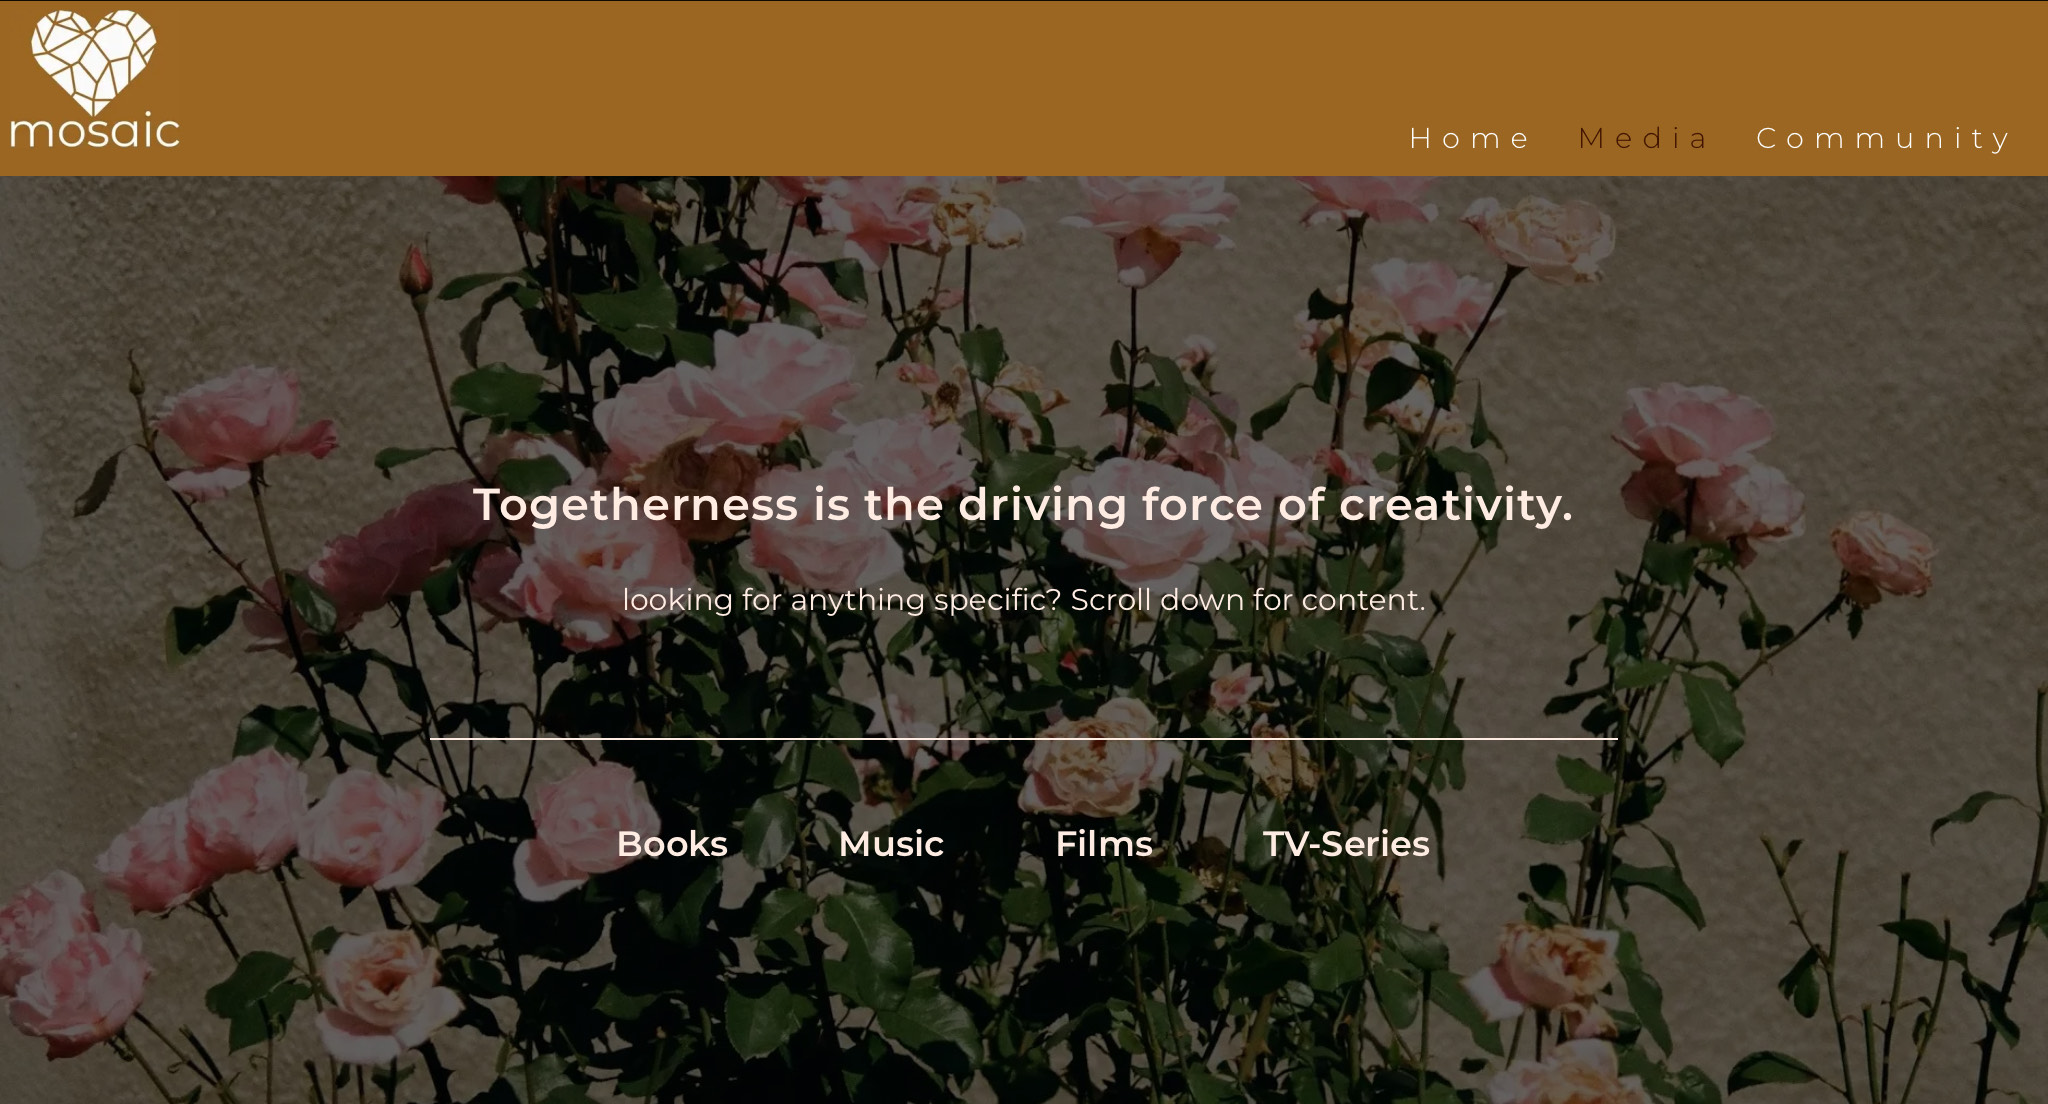 mosaic
Home Media Community
Togetherness is the driving force of creativity.
looking for anything specific? Scroll down for content.
Books Music Films TV-Series